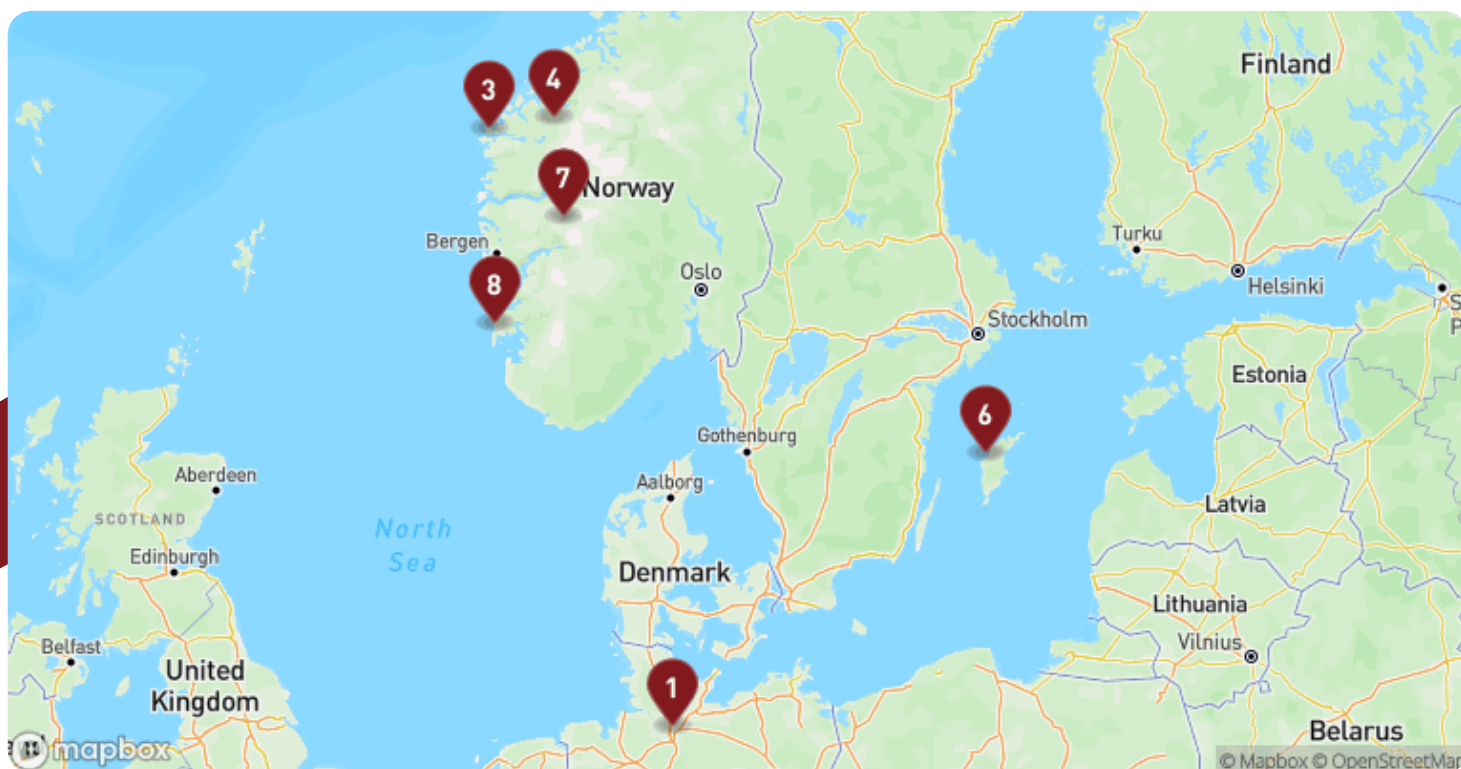 Finland
3
4
7
Norway
Turku
Bergen
Helsinki
Oslo
8
Stockholm
Estonia
6
Gothenburg
Aberdeen
Aalborg
SCOTLAND
Latvia
North
Sea
Edinburgh
Denmark
Lithuania
Belfast
Vilnius
United
Kingdom
1
Belarus
mapbox
© Mapbox © OpenStreetMap